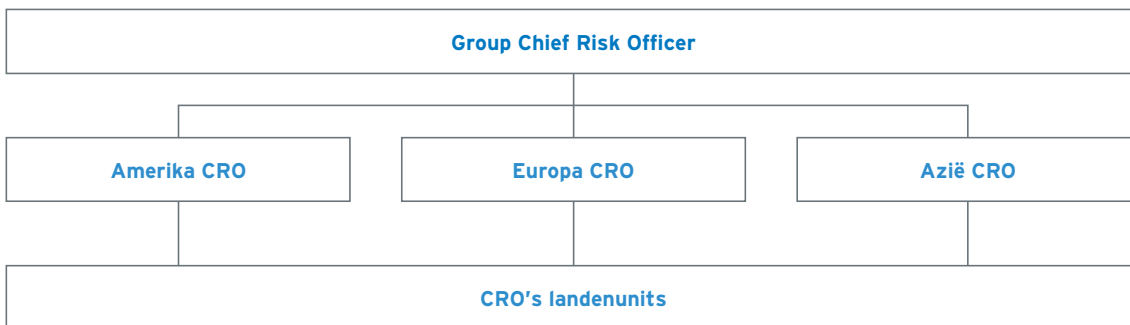 Group Chief Risk Officer
Amerika CRO
Europa CRO
Azië CRO
CRO's landenunits